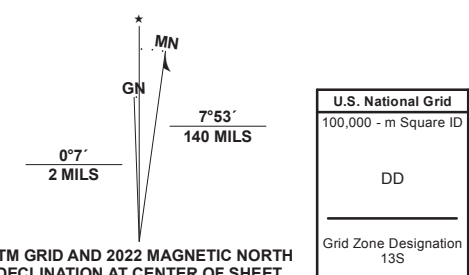 MN
GN
7°53´
140 MILS
0°7´
2 MILS
TM GRID AND 2022 MAGNETIC NORTH
DECLINATION AT CENTER OF SHEET
U.S. National Grid
100,000 - m Square ID
DD
Grid Zone Designation
13S